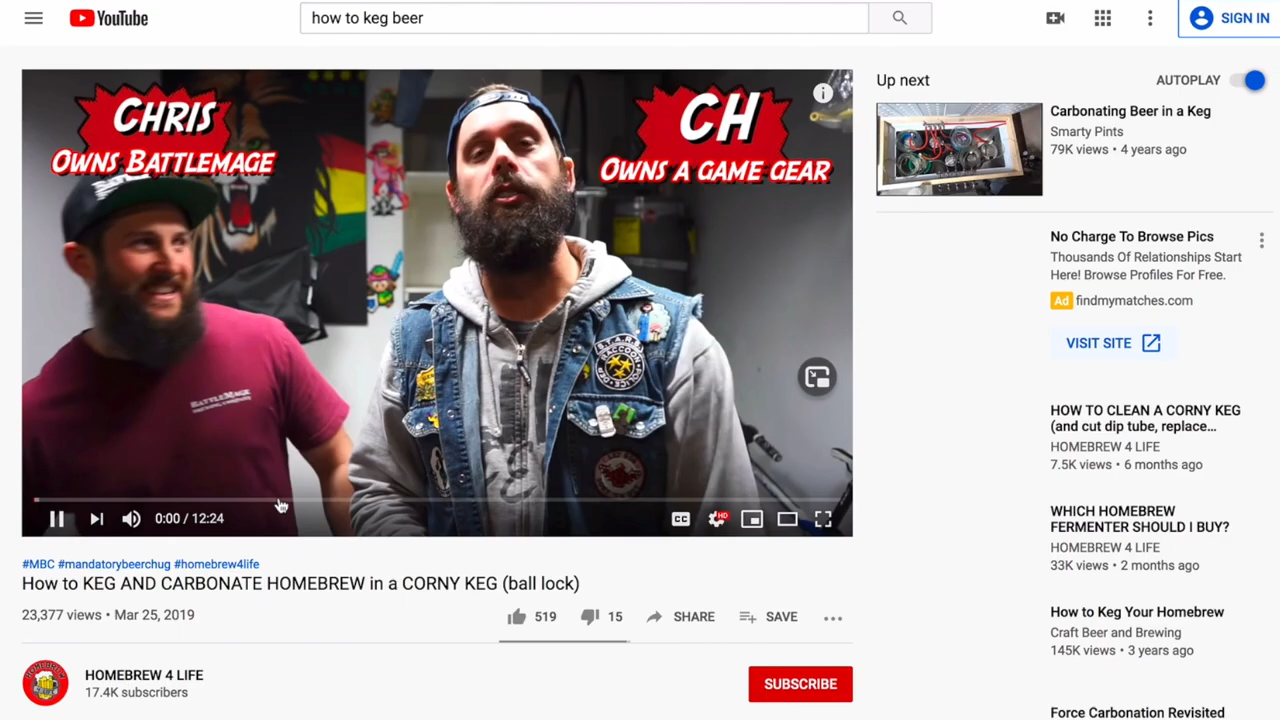 YouTube
how to keg beer
SIGN IN
CHRIS
OWNS BATTLEMAGE
CH
OWNS A GAME GEAR
S.T.A.R.S.
RACCOON
POLICE
BATTLEMAGE
0:00 / 12:24
CC
HD
#MBC #mandatorybeerchug #homebrew4life
How to KEG AND CARBONATE HOMEBREW in a CORNY KEG (ball lock)
23,377 views • Mar 25, 2019
519
15
SHARE
SAVE
HOMEBREW 4 LIFE
17.4K subscribers
SUBSCRIBE
Up next
AUTOPLAY
Carbonating Beer in a Keg
Smarty Pints
79K views • 4 years ago
No Charge To Browse Pics
Thousands Of Relationships Start
Here! Browse Profiles For Free.
Ad findmymatches.com
VISIT SITE
HOW TO CLEAN A CORNY KEG
(and cut dip tube, replace...
HOMEBREW 4 LIFE
7.5K views • 6 months ago
WHICH HOMEBREW
FERMENTER SHOULD I BUY?
HOMEBREW 4 LIFE
33K views • 2 months ago
How to Keg Your Homebrew
Craft Beer and Brewing
145K views • 3 years ago
Force Carbonation Revisited